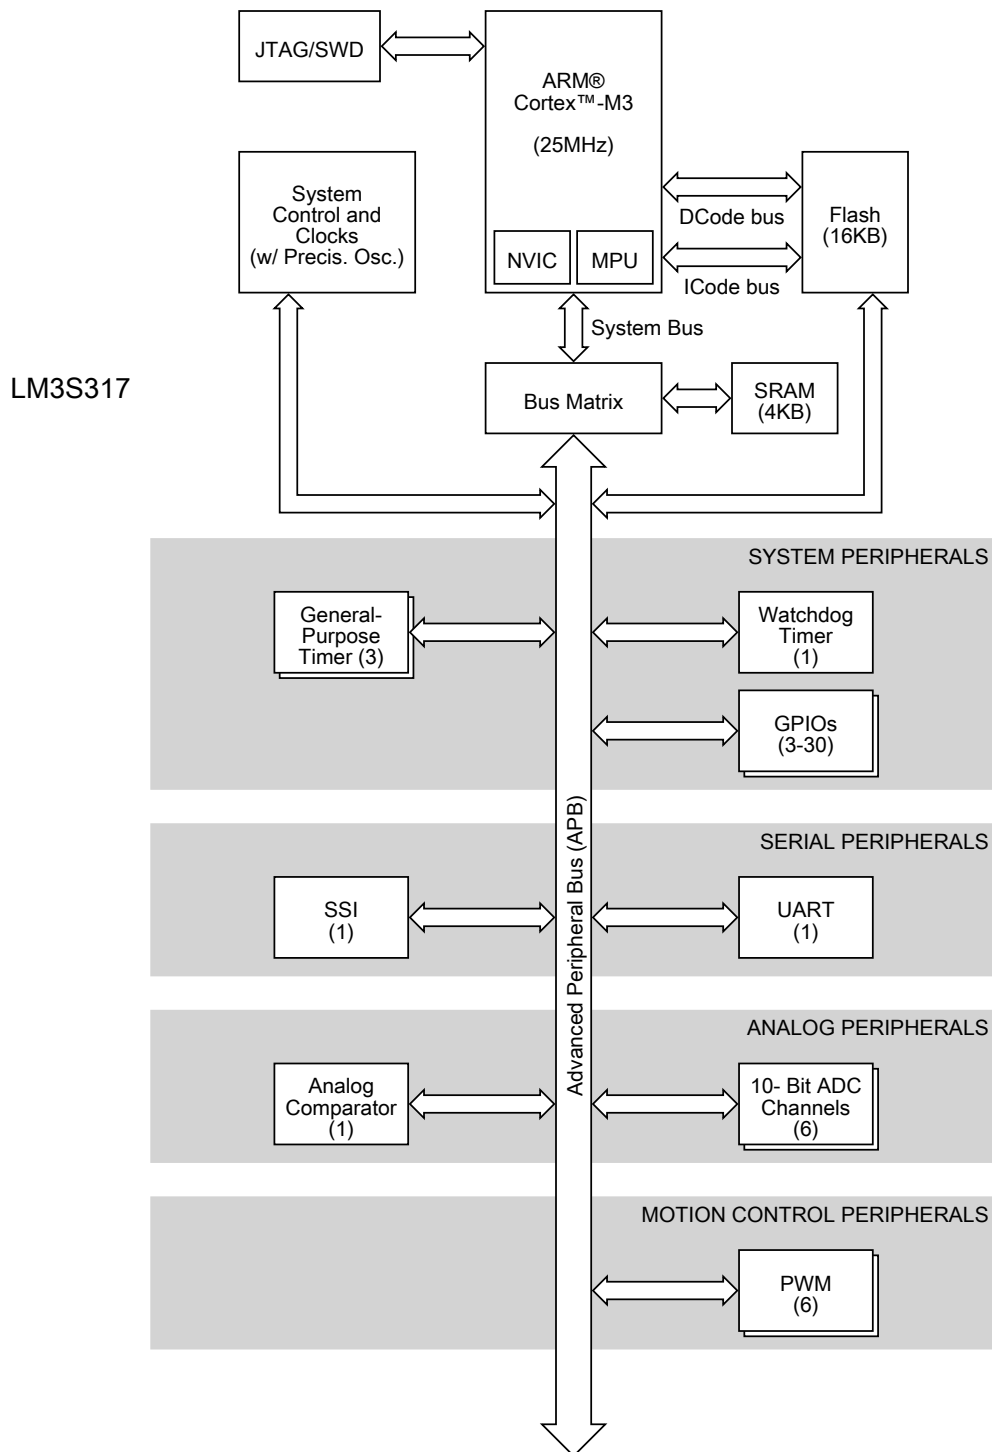 JTAG/SWD
ARM®
Cortex™-M3
(25MHz)
System
Control and
Clocks
(w/ Precis. Osc.)
DCode bus
Flash
(16KB)
NVIC
MPU
ICode bus
System Bus
LM3S317
Bus Matrix
SRAM
(4KB)
SYSTEM PERIPHERALS
General-
Purpose
Timer (3)
Watchdog
Timer
(1)
GPIOs
(3-30)
Advanced Peripheral Bus (APB)
SERIAL PERIPHERALS
SSI
(1)
UART
(1)
ANALOG PERIPHERALS
Analog
Comparator
(1)
10- Bit ADC
Channels
(6)
MOTION CONTROL PERIPHERALS
PWM
(6)